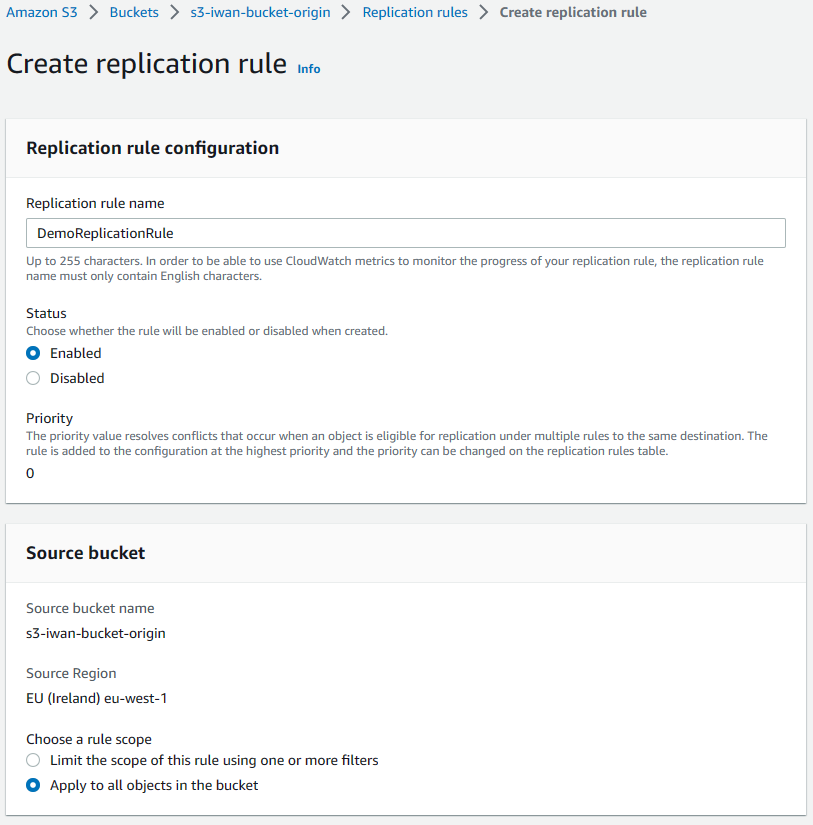 Amazon S3 > Buckets > s3-iwan-bucket-origin > Replication rules > Create replication rule
Create replication rule Info
Replication rule configuration
Replication rule name
DemoReplicationRule
Up to 255 characters. In order to be able to use CloudWatch metrics to monitor the progress of your replication rule, the replication rule
name must only contain English characters.
Status
Choose whether the rule will be enabled or disabled when created.
Enabled
Disabled
Priority
The priority value resolves conflicts that occur when an object is eligible for replication under multiple rules to the same destination. The
rule is added to the configuration at the highest priority and the priority can be changed on the replication rules table.
0
Source bucket
Source bucket name
s3-iwan-bucket-origin
Source Region
EU (Ireland) eu-west-1
Choose a rule scope
Limit the scope of this rule using one or more filters
Apply to all objects in the bucket